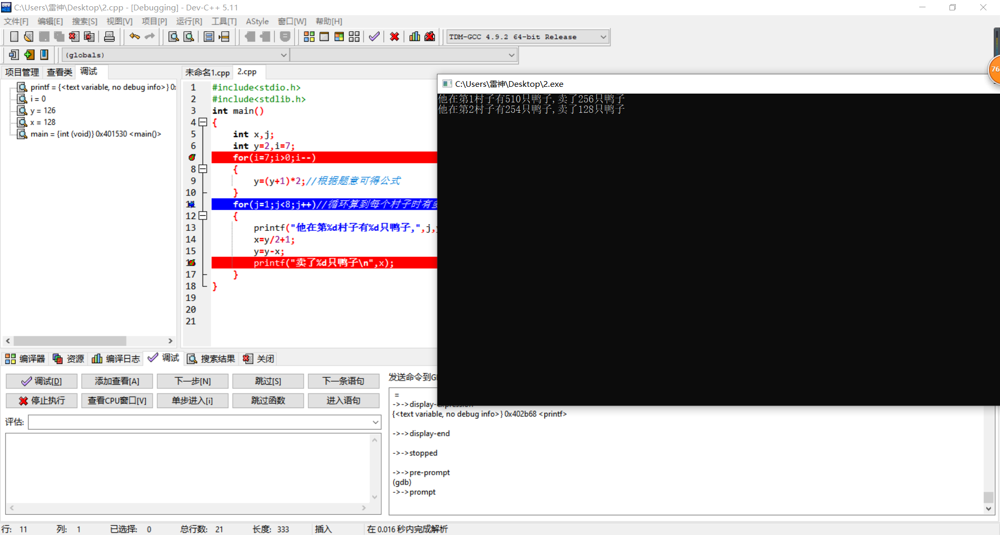 C:\Users\雷神\Desktop\2.cpp - [Debugging] - Dev-C++ 5.11
文件[F] 编辑[E] 搜索[S] 视图[V] 项目[P] 运行[R] 工具[T] AStyle 窗口[W] 帮助[H]
TDM-GCC 4.9.2 64-bit Release
(globals)
项目管理 查看类 调试
printf = {<text variable, no debug info>} 0x
i = 0
y = 126
x = 128
main = {int (void)} 0x401530 <main()>
未命名1.cpp 2.cpp
1 #include<stdio.h>
2 #include<stdlib.h>
3 int main()
4 {
5 int x,j;
6 int y=2,i=7;
for(i=7;i>0;i--)
8 {
9 y=(y+1)*2;//根据题意可得公式
10 }
for(j=1;j<8;j++)//循环算到每个村子时有多
12 {
13 printf("他在第%d村子有%d只鸭子,",j,
14 x=y/2+1;
15 y=y-x;
printf("卖了%d只鸭子\n",x);
17 }
18 }
19
20
21
C:\Users\雷神\Desktop\2.exe
他在第1村子有510只鸭子,卖了256只鸭子
他在第2村子有254只鸭子,卖了128只鸭子
76
编译器 资源 编译日志 调试 搜索结果 关闭
调试[D] 添加查看[A] 下一步[N] 跳过[S] 下一条语句
停止执行 查看CPU窗口[V] 单步进入[i] 跳过函数 进入语句
评估:
发送命令到G
=
->->display-expression
{<text variable, no debug info>} 0x402b68 <printf>
->->display-end
->->stopped
->->pre-prompt
(gdb)
->->prompt
行: 11 列: 1 已选择: 0 总行数: 21 长度: 333 插入 在 0.016 秒内完成解析